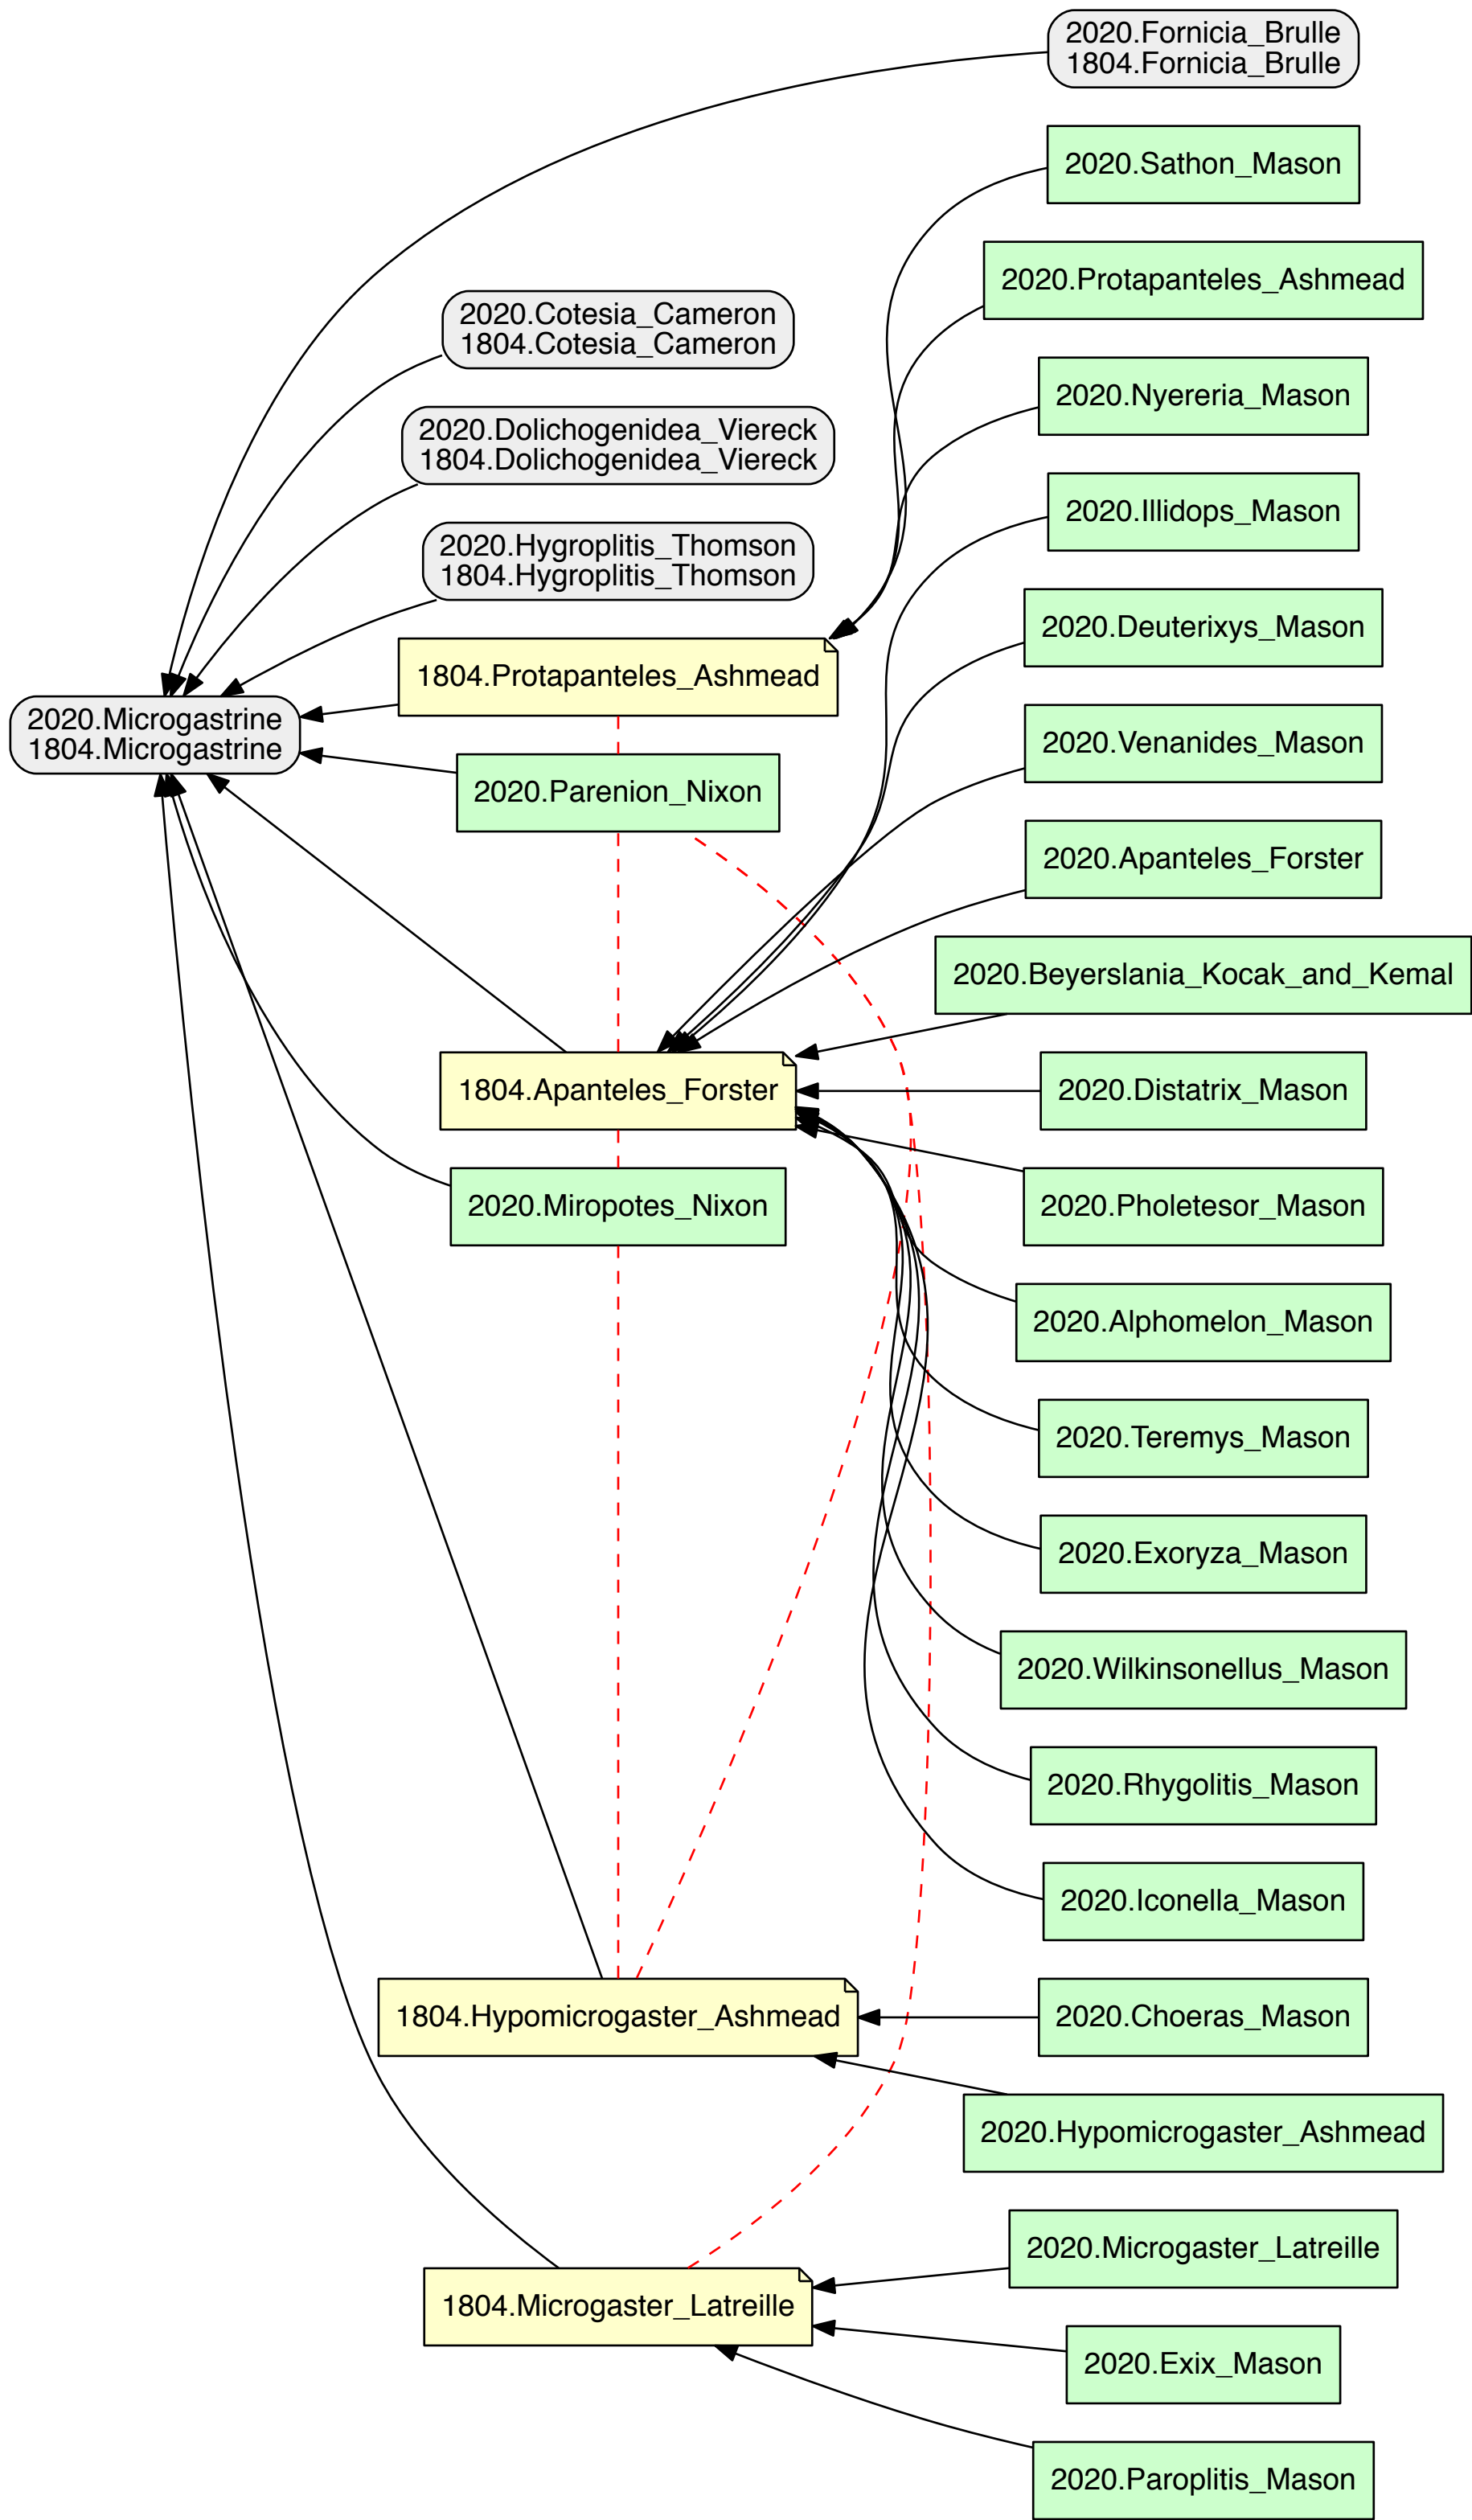 2020.Fornicia_Brulle
1804.Fornicia_Brulle
2020.Sathon_Mason
2020.Protapanteles_Ashmead
2020.Cotesia_Cameron
1804.Cotesia_Cameron
2020.Nyereria_Mason
2020.Dolichogenidea_Viereck
1804.Dolichogenidea_Viereck
2020.Illidops_Mason
2020.Hygroplitis_Thomson
1804.Hygroplitis_Thomson
2020.Deuterixys_Mason
1804.Protapanteles_Ashmead
2020.Microgastrine
1804.Microgastrine
2020.Venanides_Mason
2020.Parenion_Nixon
2020.Apanteles_Forster
2020.Beyerslania_Kocak_and_Kemal
1804.Apanteles_Forster
2020.Distatrix_Mason
2020.Miropotes_Nixon
2020.Pholetesor_Mason
2020.Alphomelon_Mason
2020.Teremys_Mason
2020.Exoryza_Mason
2020.Wilkinsonellus_Mason
2020.Rhygolitis_Mason
2020.Iconella_Mason
1804.Hypomicrogaster_Ashmead
2020.Choeras_Mason
2020.Hypomicrogaster_Ashmead
2020.Microgaster_Latreille
1804.Microgaster_Latreille
2020.Exix_Mason
2020.Paroplitis_Mason